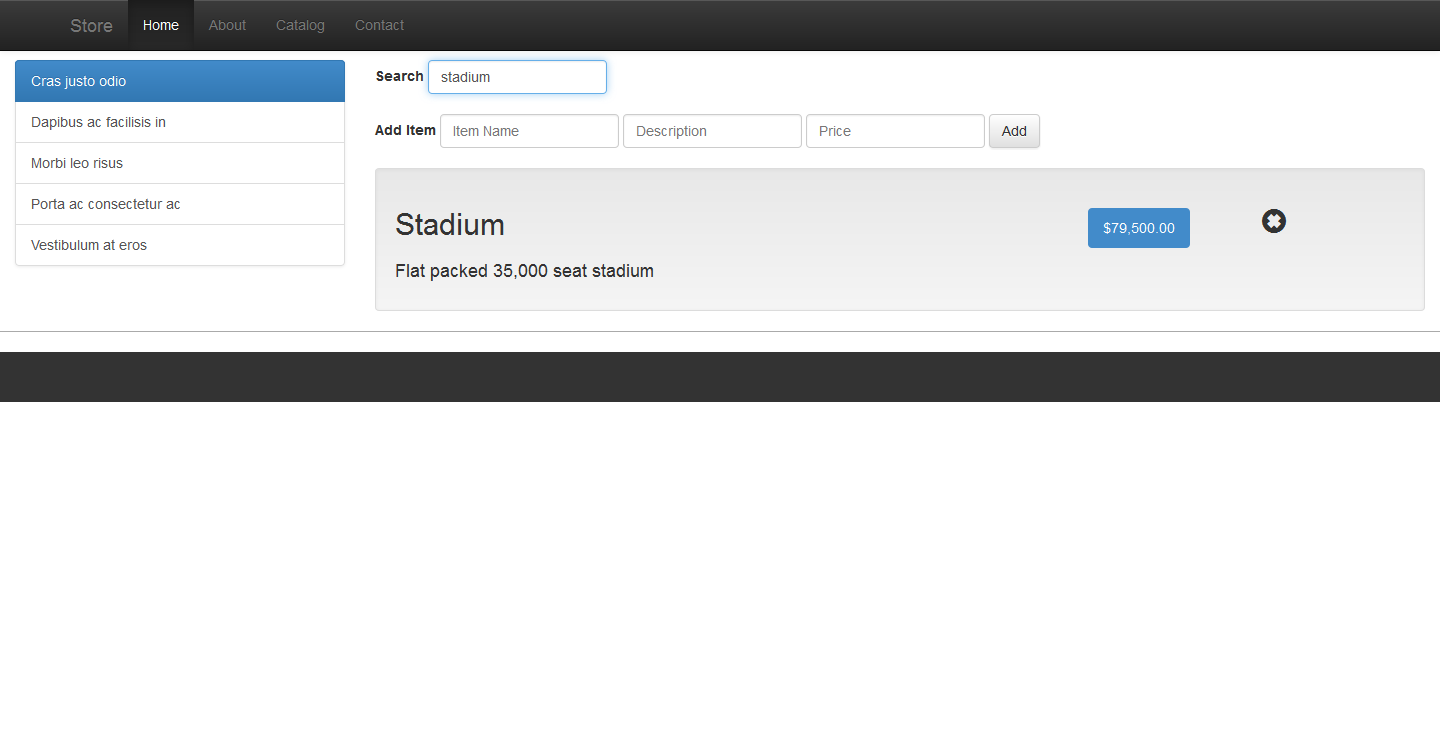 Store Home About Catalog Contact
Cras justo odio
Dapibus ac facilisis in
Morbi leo risus
Porta ac consectetur ac
Vestibulum at eros
Search stadium
Add Item Item Name Description Price Add
Stadium $79,500.00
Flat packed 35,000 seat stadium